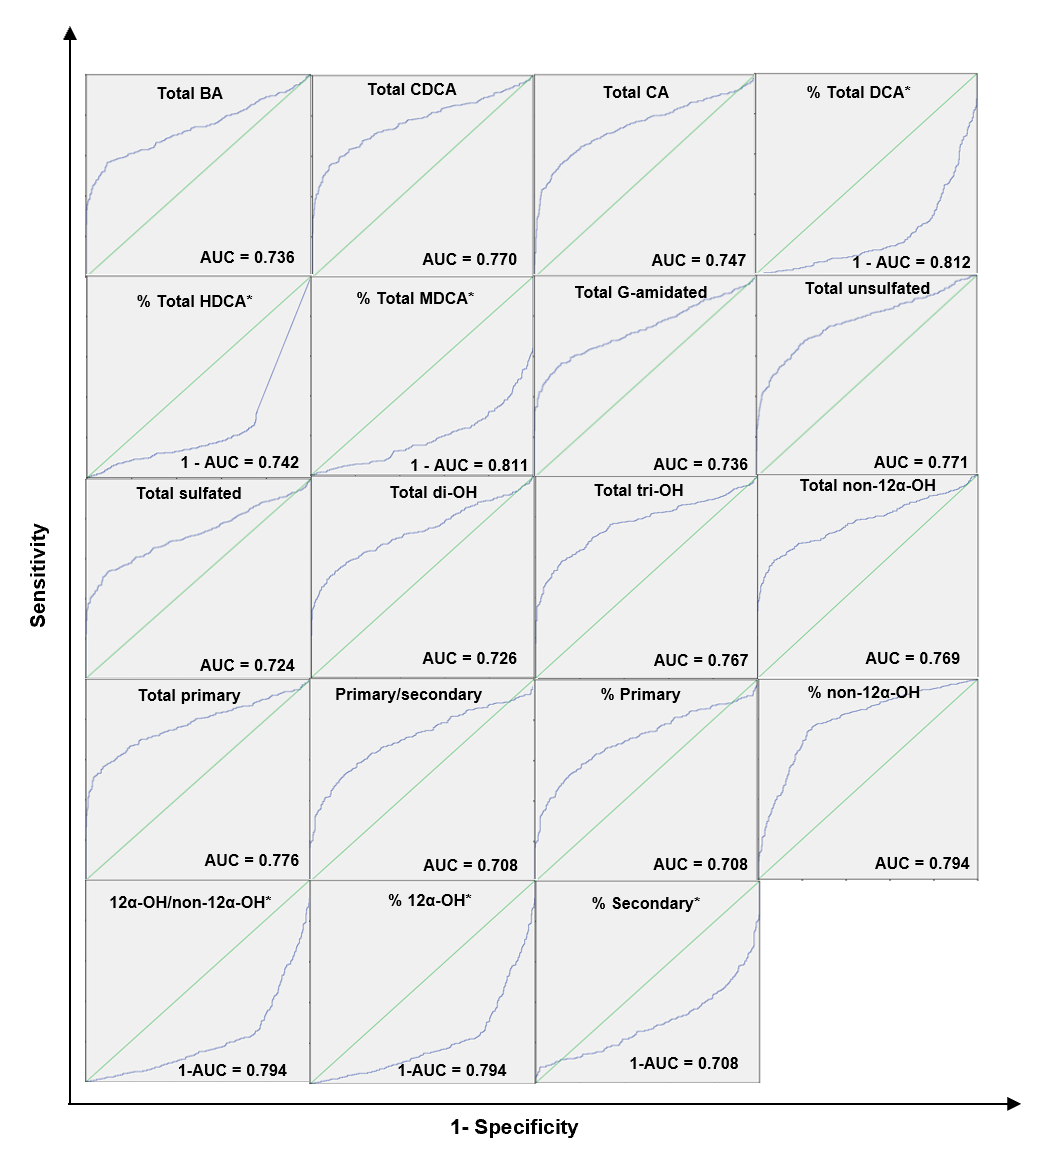 Total BA
AUC = 0.736
Total CDCA
AUC = 0.770
Total CA
AUC = 0.747
% Total DCA*
1 - AUC = 0.812
% Total HDCA*
1 - AUC = 0.742
% Total MDCA*
1 - AUC = 0.811
Total G-amidated
AUC = 0.736
Total unsulfated
AUC = 0.771
Total sulfated
AUC = 0.724
Total di-OH
AUC = 0.726
Total tri-OH
AUC = 0.767
Total non-12α-OH
AUC = 0.769
Total primary
AUC = 0.776
Primary/secondary
AUC = 0.708
% Primary
AUC = 0.708
% non-12α-OH
AUC = 0.794
12α-OH/non-12α-OH*
1-AUC = 0.794
% 12α-OH*
1-AUC = 0.794
% Secondary*
1-AUC = 0.708
Sensitivity
1- Specificity